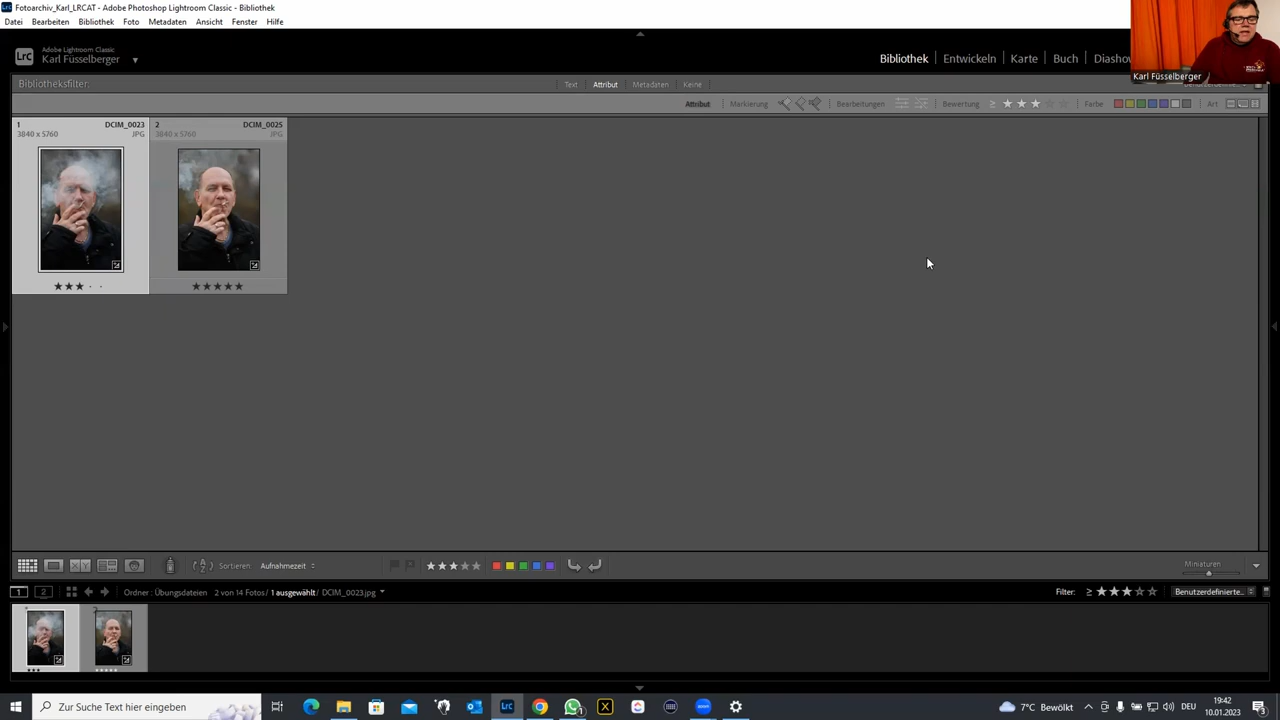 Fotoarchiv_Karl_LRCAT - Adobe Photoshop Lightroom Classic - Bibliothek
Datei Bearbeiten Bibliothek Foto Metadaten Ansicht Fenster Hilfe
Lrc
Adobe Lightroom Classic
Karl Füsselberger
Bibliothek Entwickeln Karte Buch
Karl Füsselberger
Bibliotheksfilter: Text Attribut Metadaten Keine
Attribut Markierung Bearbeitungen Bewertung ≥ ★★★ Farbe Art
1 DCIM_0023
3840 x 5760 JPG
2 DCIM_0025
3840 x 5760 JPG
Sortieren: Aufnahmezeit
Miniaturen
1 2 Ordner : Übungsdateien 2 von 14 Fotos / 1 ausgewählt / DCIM_0023.jpg
Filter: ≥ ★★★ Benutzerdefinierte...
Zur Suche Text hier eingeben
7°C Bewölkt
DEU
19:42
10.01.2023